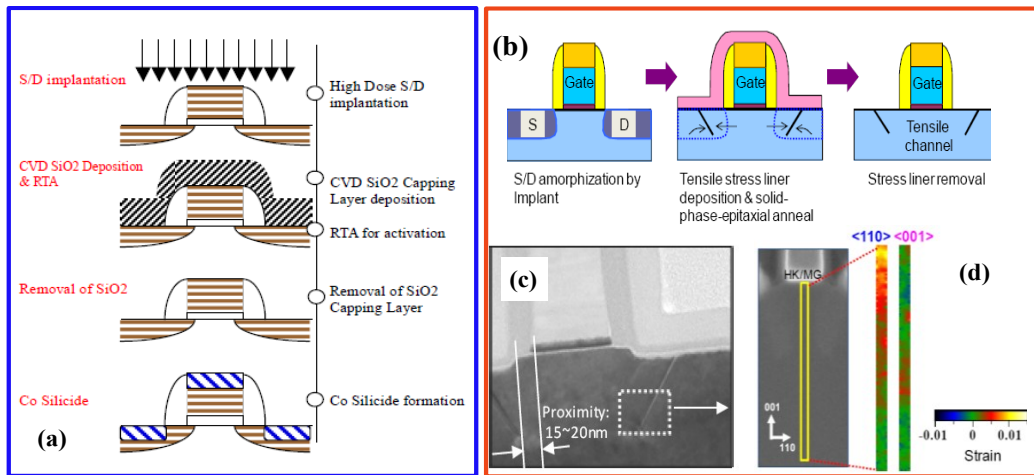 S/D implantation
High Dose S/D
implantation
CVD SiO2 Deposition
& RTA
CVD SiO2 Capping
Layer deposition
RTA for activation
Removal of SiO2
Removal of SiO2
Capping Layer
Co Silicide
Co Silicide formation
(a)
(b)
Gate
S
D
S/D amorphization by
Implant
Gate
Tensile stress liner
deposition & solid-
phase-epitaxial anneal
Gate
Tensile
channel
Stress liner removal
(c)
Proximity:
15~20nm
HK/MG
001
110
<110>
<001>
(d)
-0.01
0
0.01
Strain